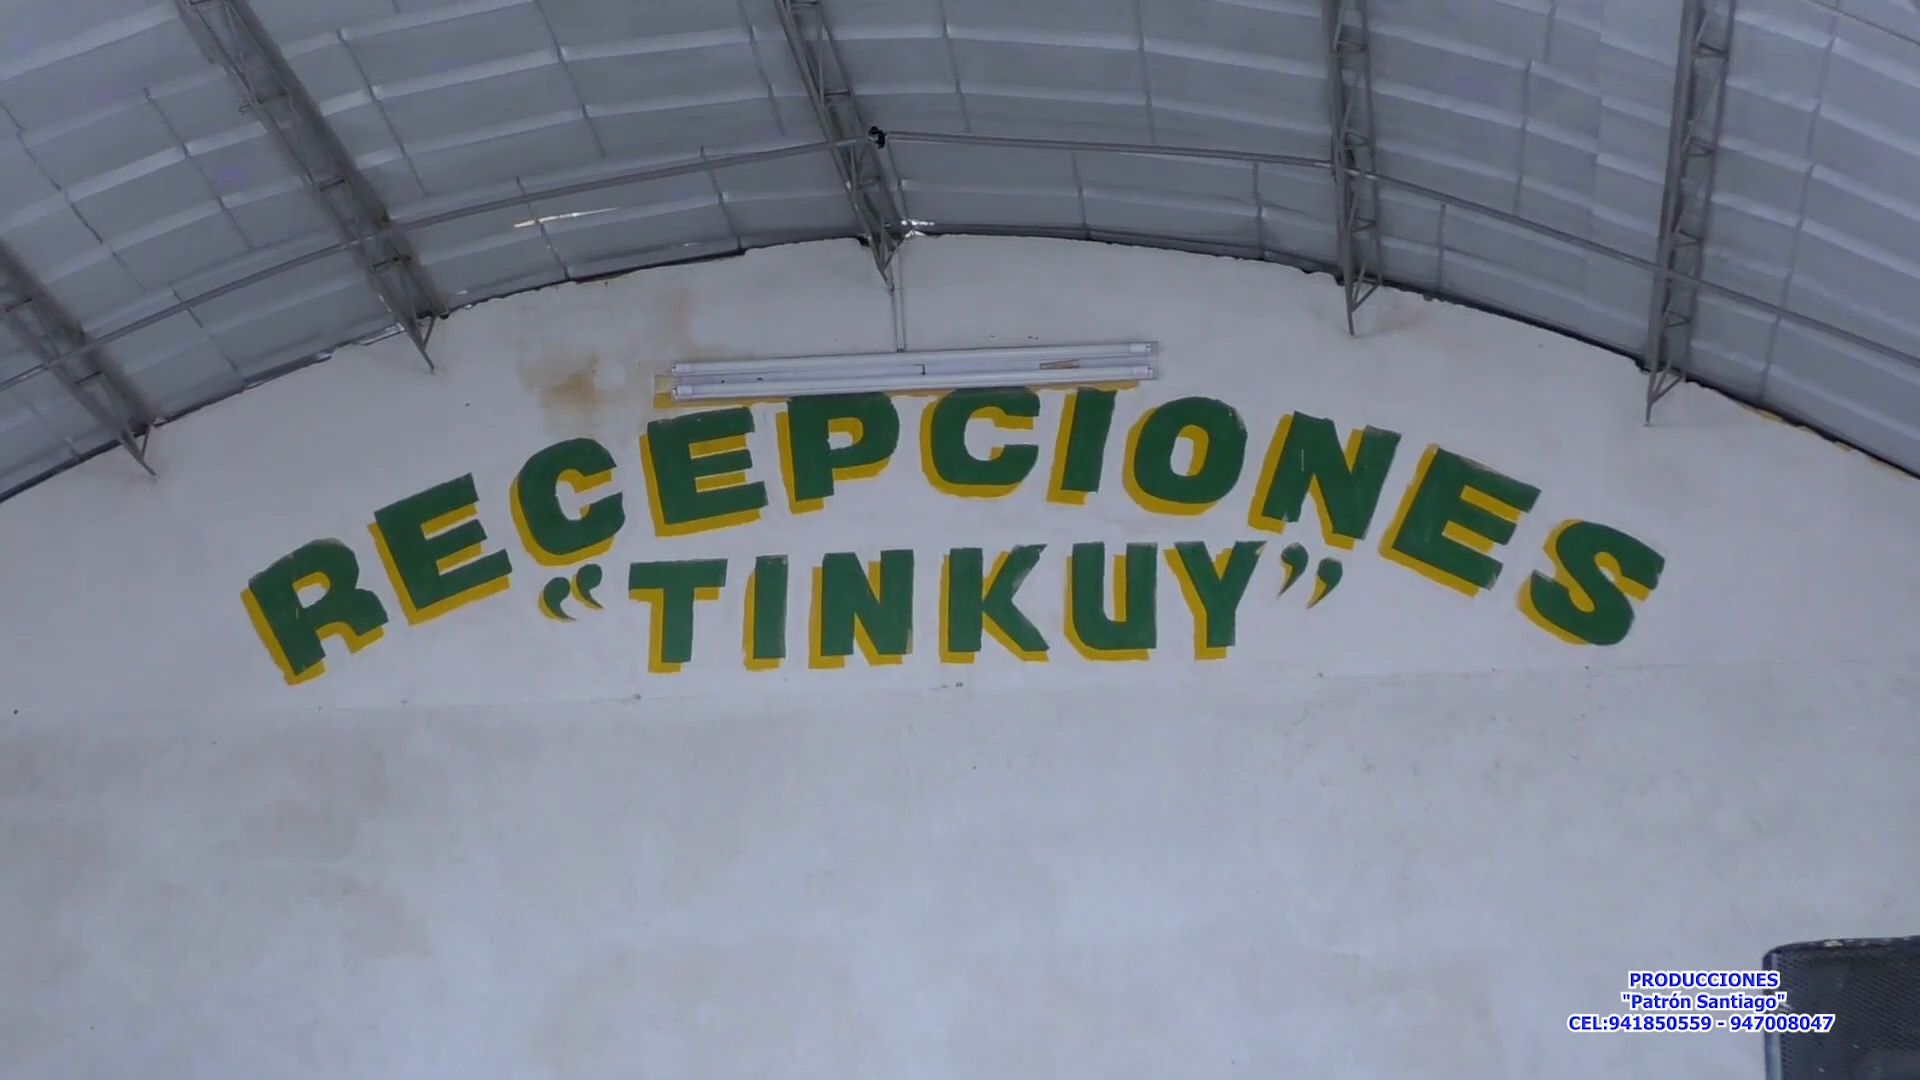 RECEPCIONES
“TINKUY”
PRODUCCIONES
"Patrón Santiago"
CEL:941850559 - 947008047